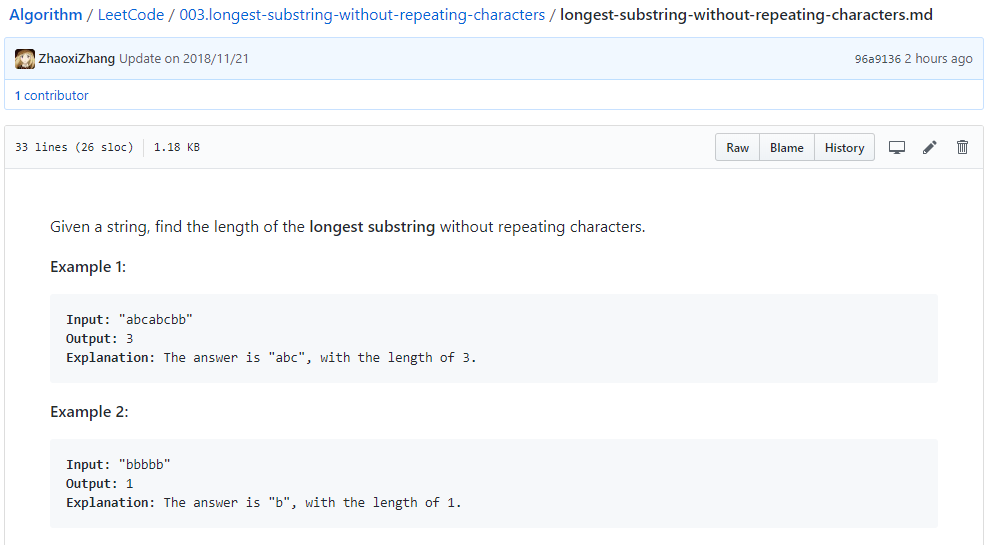 Algorithm / LeetCode / 003.longest-substring-without-repeating-characters / longest-substring-without-repeating-characters.md
ZhaoxiZhang Update on 2018/11/21 96a9136 2 hours ago
1 contributor
33 lines (26 sloc) 1.18 KB Raw Blame History
Given a string, find the length of the longest substring without repeating characters.
Example 1:
Input: "abcabcbb"
Output: 3
Explanation: The answer is "abc", with the length of 3.
Example 2:
Input: "bbbbb"
Output: 1
Explanation: The answer is "b", with the length of 1.